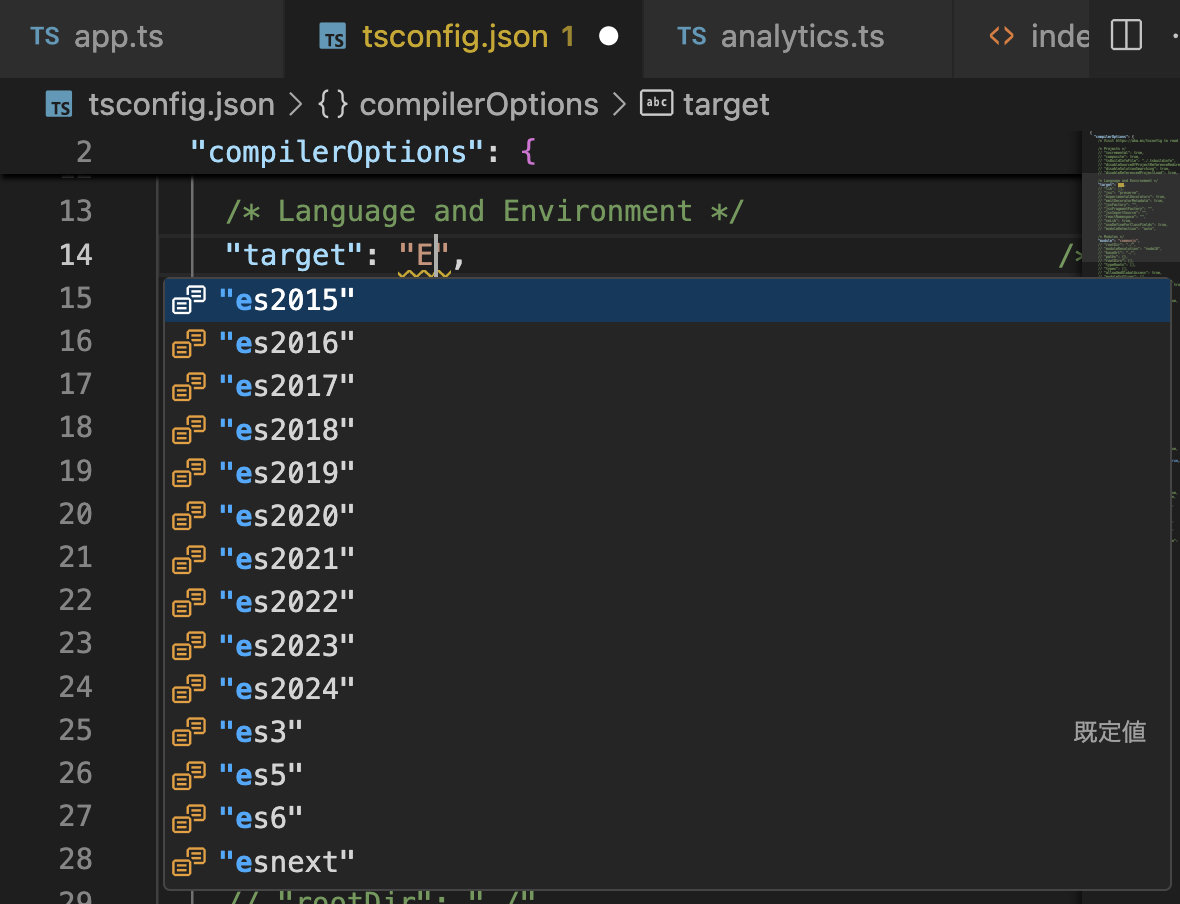 TS app.ts TS tsconfig.json 1 TS analytics.ts <> inde
TS tsconfig.json > {} compilerOptions > abc target
2 "compilerOptions": {
13 /* Language and Environment */
14 "target": "E", /*
15 "es2015"
16 "es2016"
17 "es2017"
18 "es2018"
19 "es2019"
20 "es2020"
21 "es2021"
22 "es2022"
23 "es2023"
24 "es2024"
25 "es3" 既定値
26 "es5"
27 "es6"
28 "esnext"
29 // "rootDir": "./"